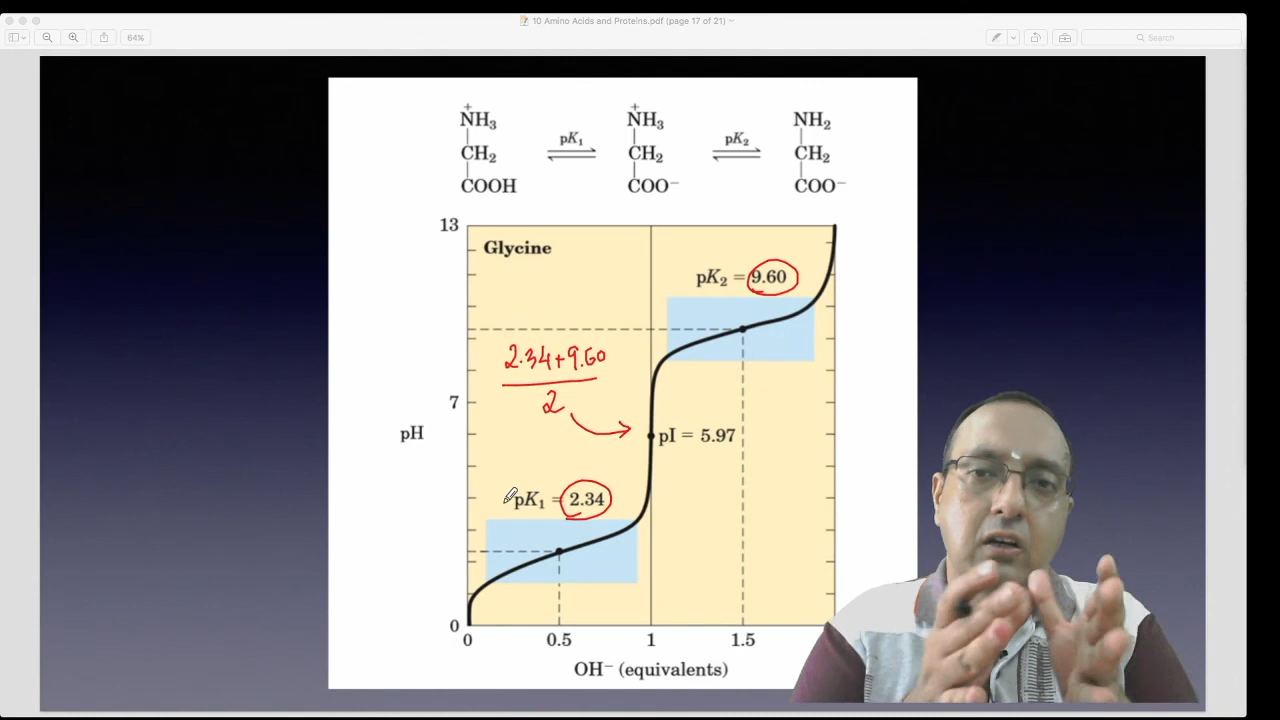 10 Amino Acids and Proteins.pdf (page 17 of 21)
64%
Search
+ + 
NH3 NH3 NH2
pK1 pK2
CH2 CH2 CH2
COOH COO− COO−
13
Glycine
pK2 = 9.60
2.34+9.60
2
7
pH
pI = 5.97
pK1 = 2.34
0
0 0.5 1 1.5
OH− (equivalents)